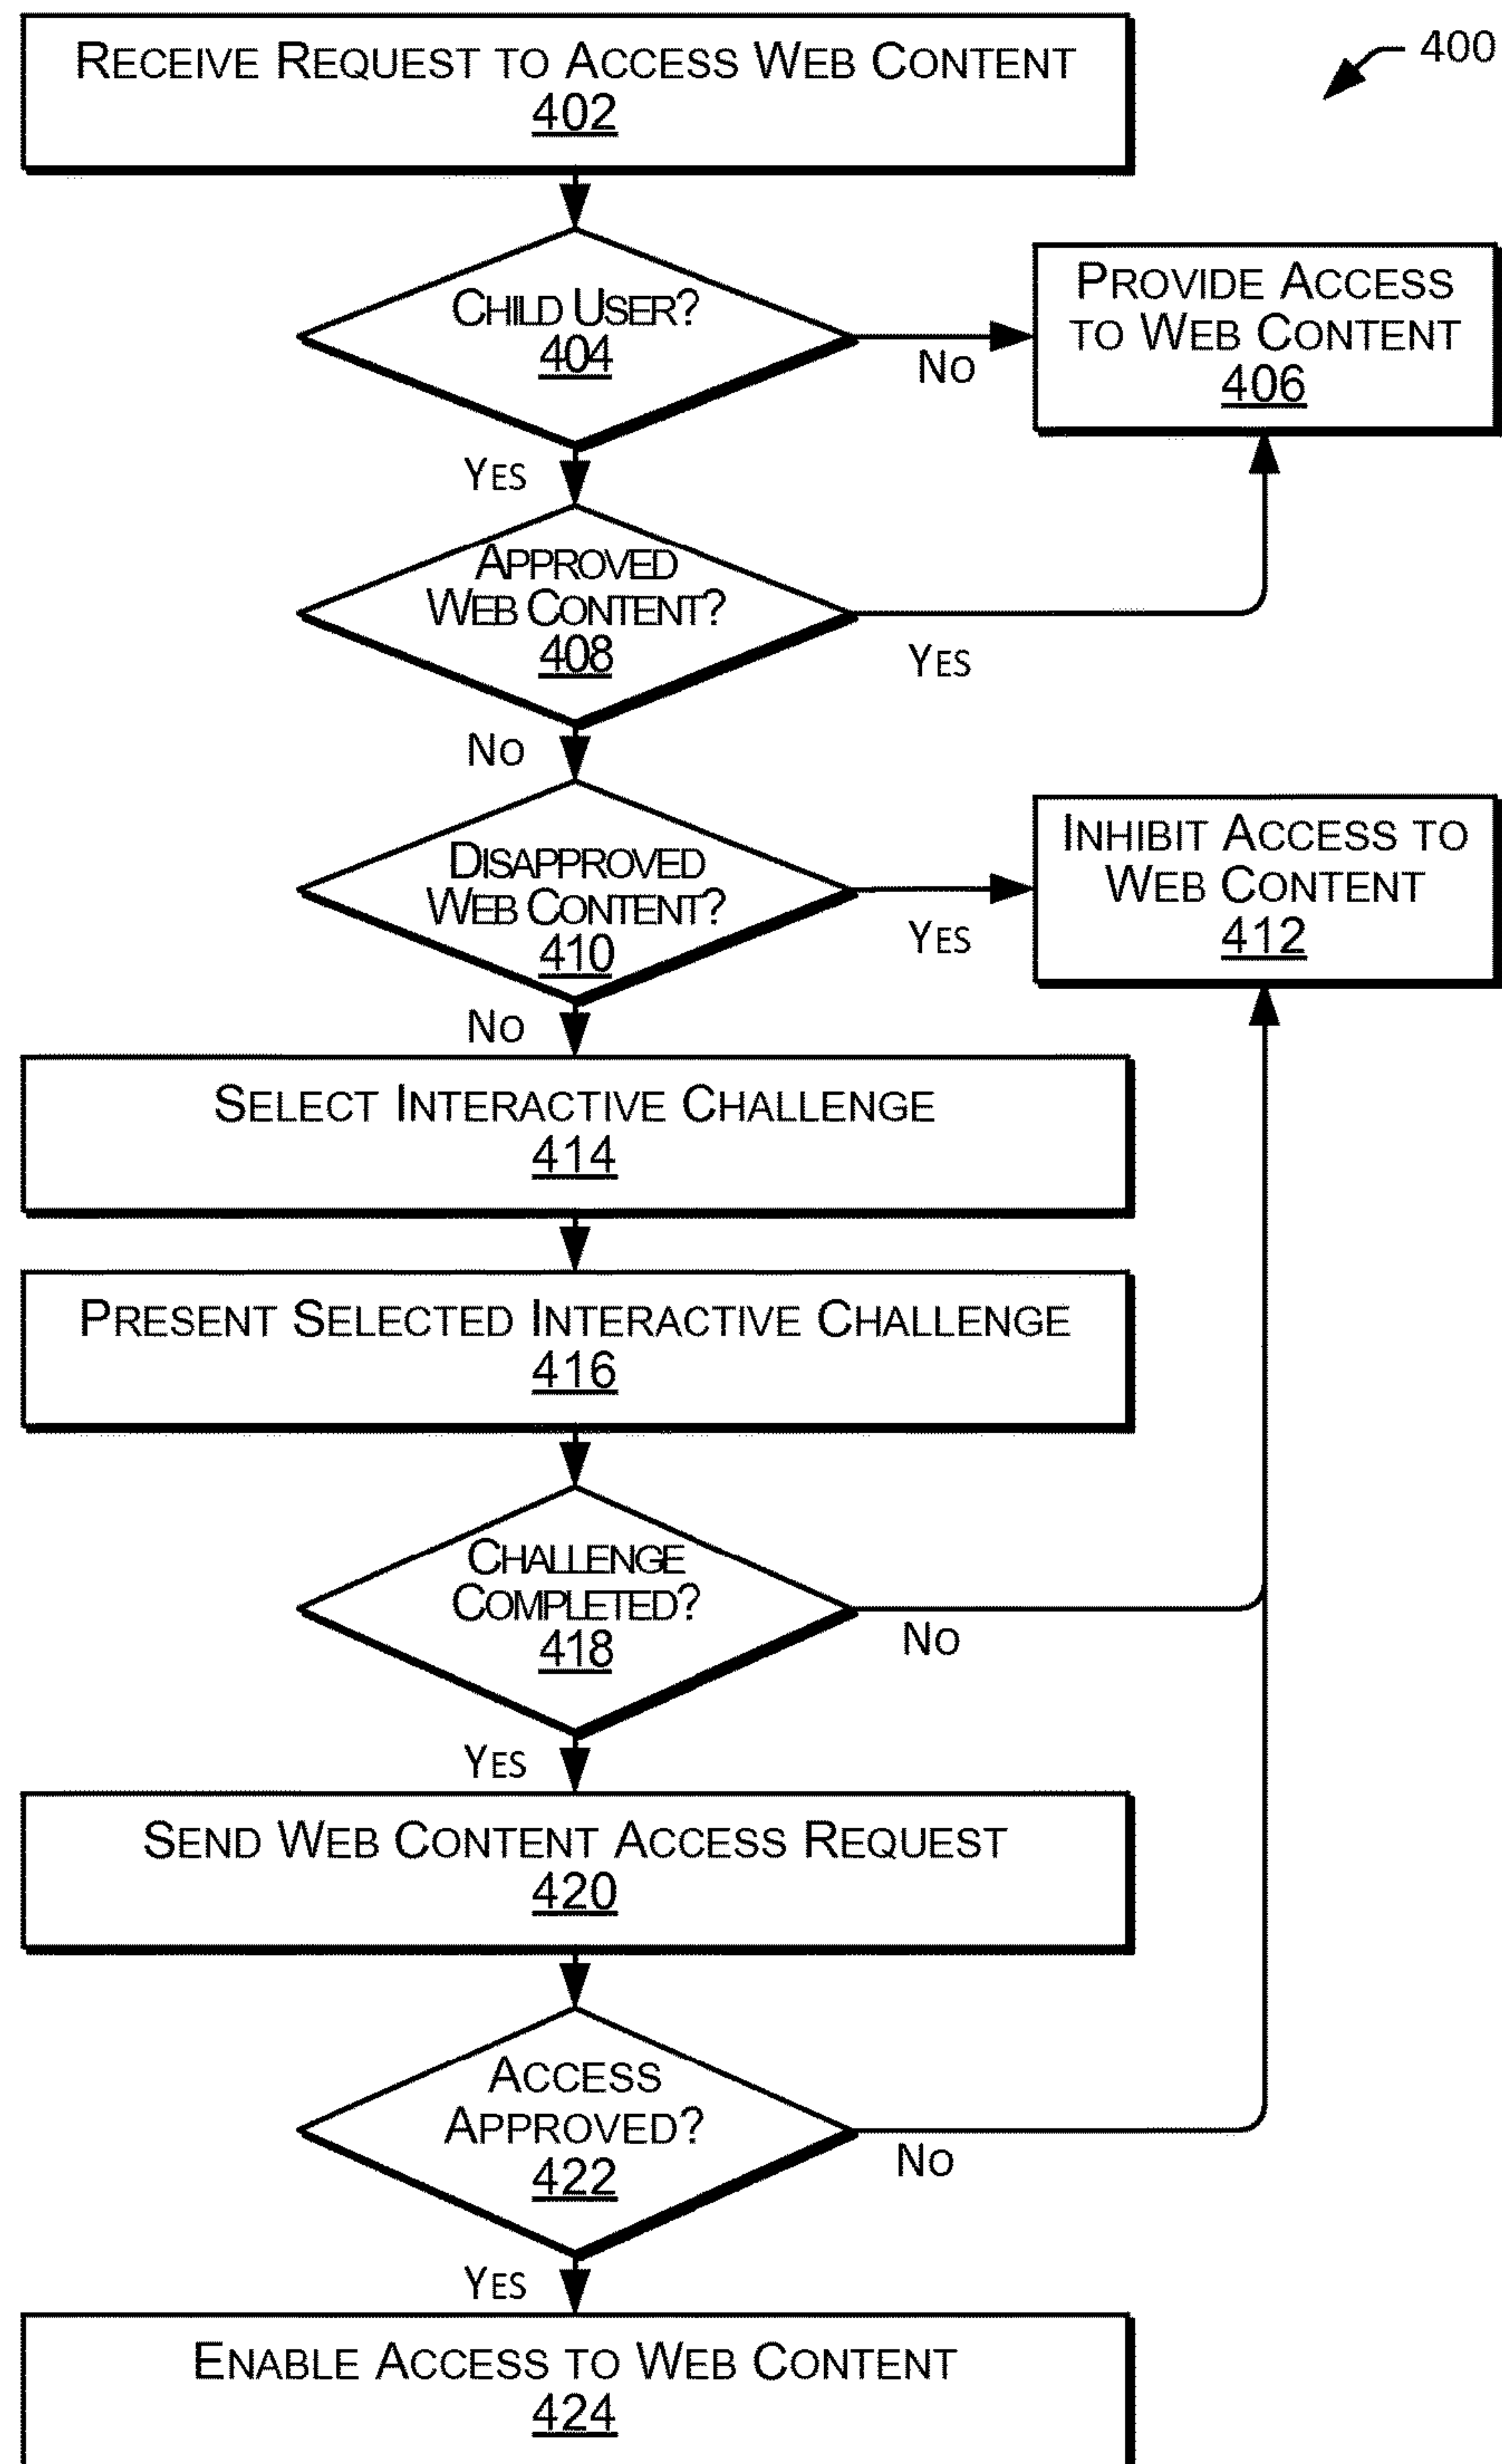 400
RECEIVE REQUEST TO ACCESS WEB CONTENT
402
CHILD USER?
404
NO
PROVIDE ACCESS
TO WEB CONTENT
406
YES
APPROVED
WEB CONTENT?
408
YES
NO
DISAPPROVED
WEB CONTENT?
410
YES
INHIBIT ACCESS TO
WEB CONTENT
412
NO
SELECT INTERACTIVE CHALLENGE
414
PRESENT SELECTED INTERACTIVE CHALLENGE
416
CHALLENGE
COMPLETED?
418
NO
YES
SEND WEB CONTENT ACCESS REQUEST
420
ACCESS
APPROVED?
422
NO
YES
ENABLE ACCESS TO WEB CONTENT
424